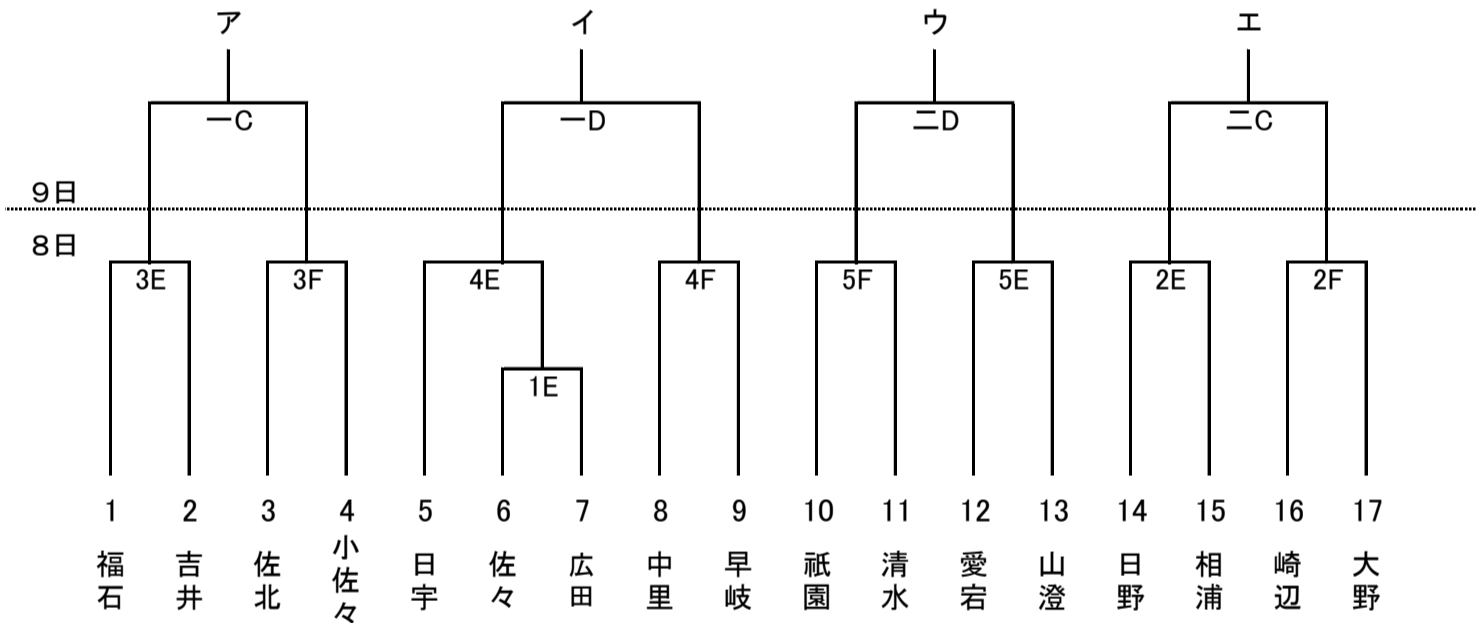 ア イ ウ エ
一C 一D 二D 二C
９日
８日
3E 3F 4E 4F 5F 5E 2E 2F
1E
1 2 3 4 5 6 7 8 9 10 11 12 13 14 15 16 17
福石 吉井 佐北 小佐々 日宇 佐々 広田 中里 早岐 祇園 清水 愛宕 山澄 日野 相浦 崎辺 大野